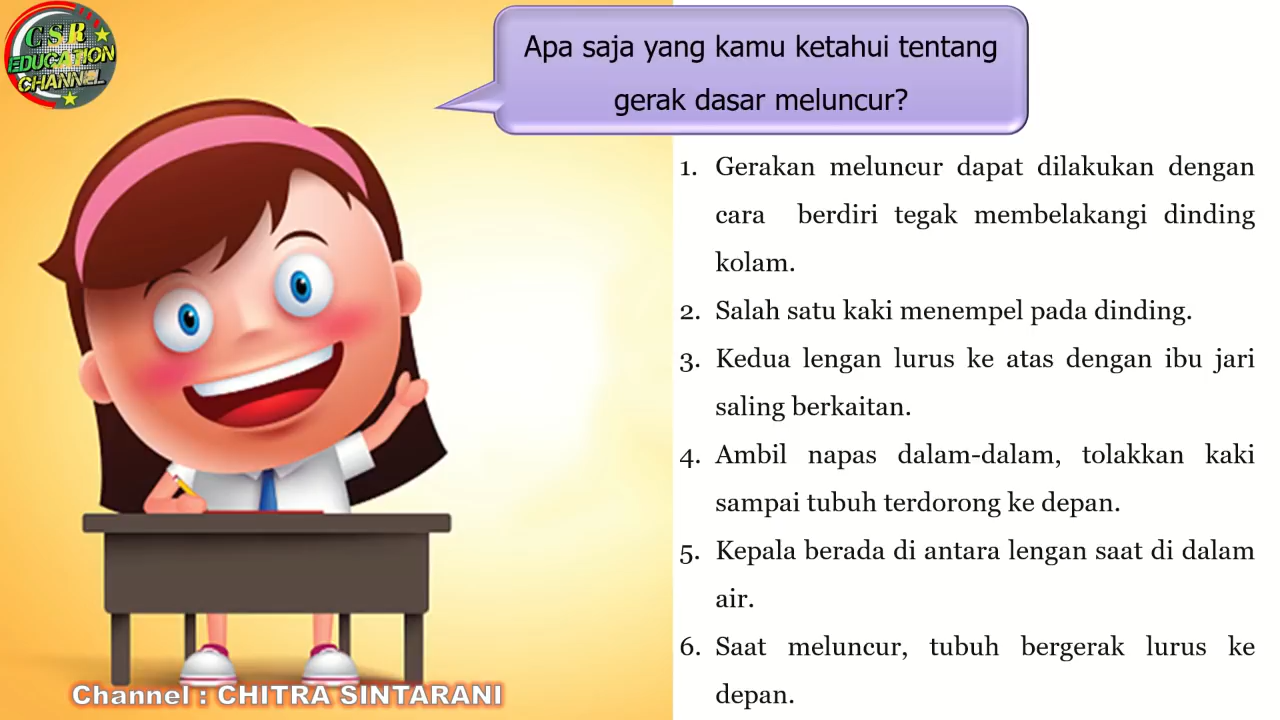 CSR
EDUCATION
CHANNEL
Apa saja yang kamu ketahui tentang
gerak dasar meluncur?
1. Gerakan meluncur dapat dilakukan dengan
cara berdiri tegak membelakangi dinding
kolam.
2. Salah satu kaki menempel pada dinding.
3. Kedua lengan lurus ke atas dengan ibu jari
saling berkaitan.
4. Ambil napas dalam-dalam, tolakkan kaki
sampai tubuh terdorong ke depan.
5. Kepala berada di antara lengan saat di dalam
air.
6. Saat meluncur, tubuh bergerak lurus ke
depan.
Channel : CHITRA SINTARANI